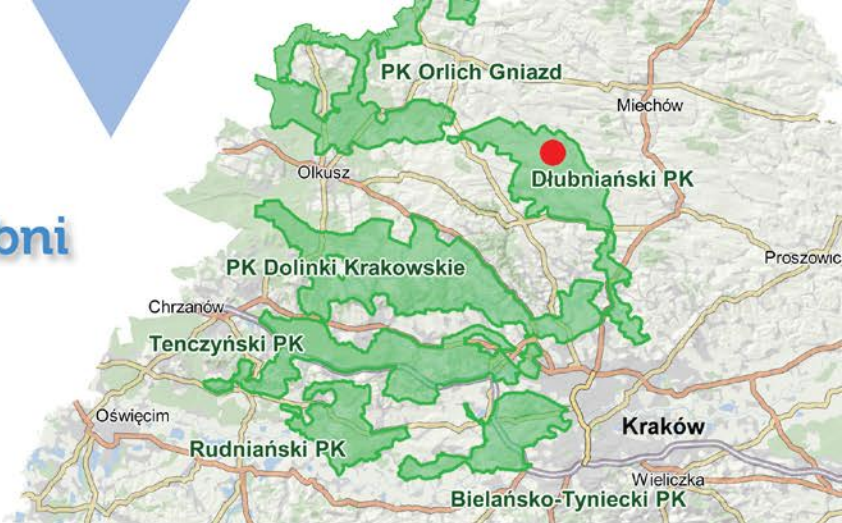 PK Orlich Gniazd
Miechów
Olkusz
Dłubniański PK
bni
PK Dolinki Krakowskie
Proszowic
Chrzanów
Tenczyński PK
Oświęcim
Kraków
Rudniański PK
Wieliczka
Bielańsko-Tyniecki PK